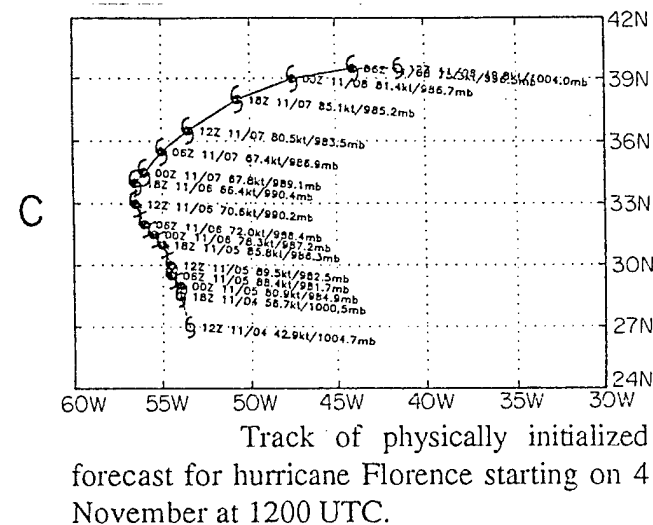 42N
39N
36N
33N
30N
27N
24N
60W 55W 50W 45W 40W 35W 30W
C
00Z 11/08 81.4kt/986.7mb
18Z 11/07 85.1kt/985.2mb
12Z 11/07 80.5kt/983.5mb
06Z 11/07 67.4kt/986.9mb
00Z 11/07 67.8kt/989.1mb
18Z 11/06 66.4kt/990.4mb
12Z 11/06 70.6kt/990.2mb
06Z 11/06 72.0kt/988.4mb
00Z 11/06 78.3kt/987.2mb
18Z 11/05 85.8kt/986.3mb
12Z 11/05 89.5kt/982.5mb
06Z 11/05 88.4kt/981.7mb
00Z 11/05 80.9kt/984.9mb
18Z 11/04 58.7kt/1000.5mb
12Z 11/04 42.9kt/1004.7mb
Track of physically initialized
forecast for hurricane Florence starting on 4
November at 1200 UTC.